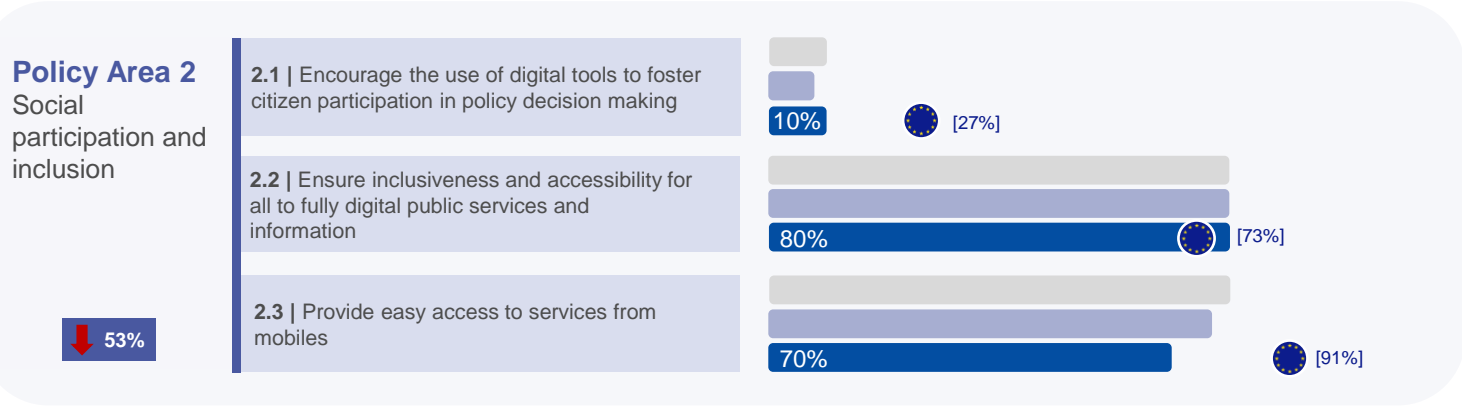 Policy Area 2
Social
participation and
inclusion
53%
2.1 | Encourage the use of digital tools to foster
citizen participation in policy decision making
10%
[27%]
2.2 | Ensure inclusiveness and accessibility for
all to fully digital public services and
information
80%
[73%]
2.3 | Provide easy access to services from
mobiles
70%
[91%]